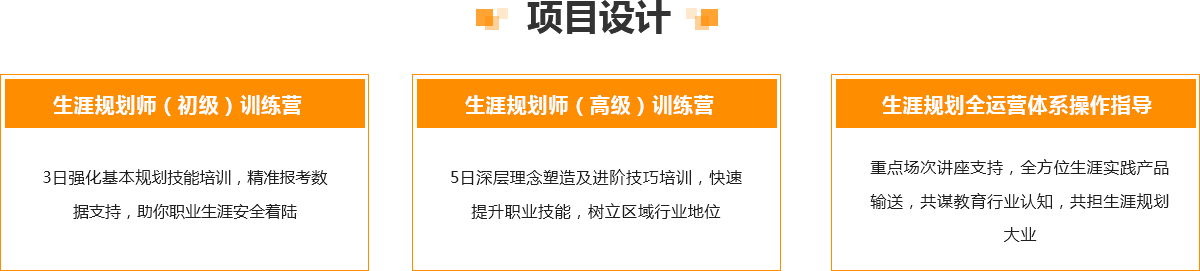 项目设计
生涯规划师（初级）训练营
3日强化基本规划技能培训，精准报考数
据支持，助你职业生涯安全着陆
生涯规划师（高级）训练营
5日深层理念塑造及进阶技巧培训，快速
提升职业技能，树立区域行业地位
生涯规划全运营体系操作指导
重点场次讲座支持，全方位生涯实践产品
输送，共谋教育行业认知，共担生涯规划
大业